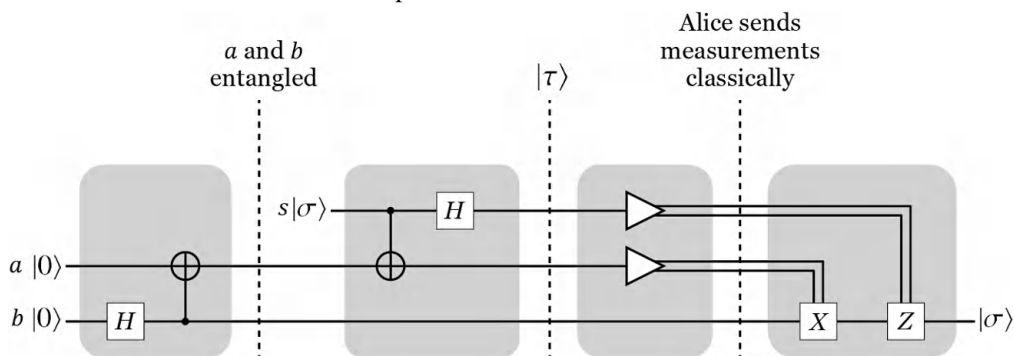 a and b
entangled
|τ⟩
Alice sends
measurements
classically
s|σ⟩
H
a |0⟩
b |0⟩
H
X
Z
|σ⟩